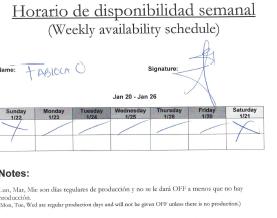 Horario de disponibilidad semanal
(Weekly availability schedule)
Name: FABIOLA O
Signature:
Jan 20 - Jan 26
Sunday Monday Tuesday Wednesday Thursday Friday Saturday
1/22 1/23 1/24 1/25 1/26 1/20 1/21
Notes:
Lun, Mar, Mie son días regulares de producción y no se le dará OFF a menos que no hay
producción.
(Mon, Tue, Wed are regular production days and will not be given OFF unless there is no production.)